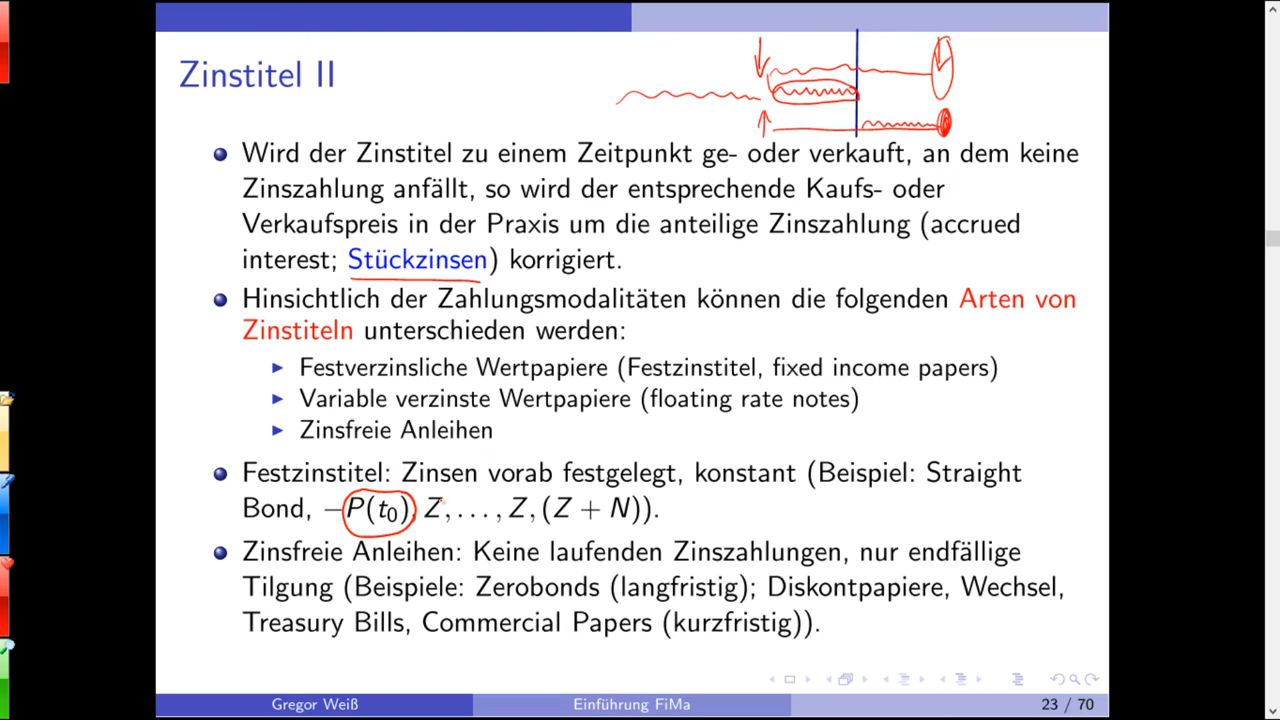 Zinstitel II
Wird der Zinstitel zu einem Zeitpunkt ge- oder verkauft, an dem keine
Zinszahlung anfällt, so wird der entsprechende Kaufs- oder
Verkaufspreis in der Praxis um die anteilige Zinszahlung (accrued
interest; Stückzinsen) korrigiert.
Hinsichtlich der Zahlungsmodalitäten können die folgenden Arten von
Zinstiteln unterschieden werden:
Festverzinsliche Wertpapiere (Festzinstitel, fixed income papers)
Variable verzinste Wertpapiere (floating rate notes)
Zinsfreie Anleihen
Festzinstitel: Zinsen vorab festgelegt, konstant (Beispiel: Straight
Bond, −P(t₀), Z, . . . , Z, (Z + N)).
Zinsfreie Anleihen: Keine laufenden Zinszahlungen, nur endfällige
Tilgung (Beispiele: Zerobonds (langfristig); Diskontpapiere, Wechsel,
Treasury Bills, Commercial Papers (kurzfristig)).
Gregor Weiß
Einführung FiMa
23 / 70